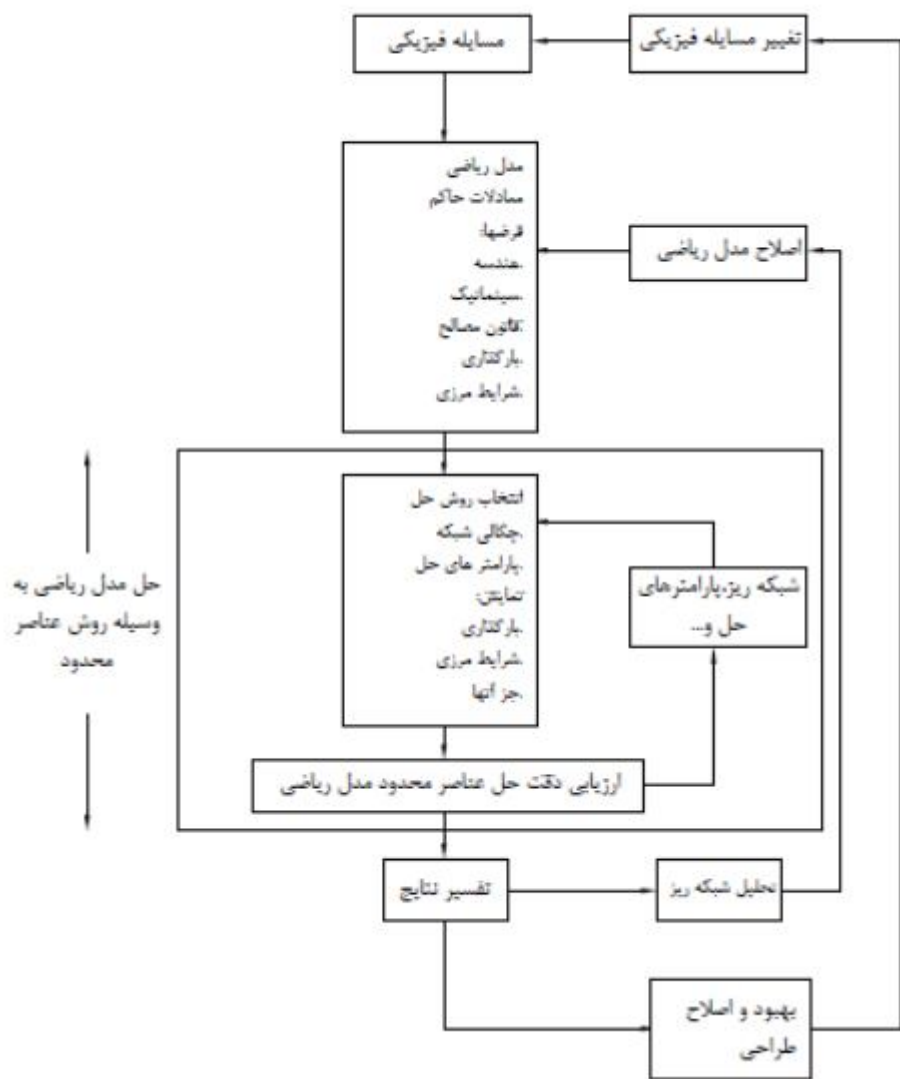 مسایله فیزیکی
تغییر مسایله فیزیکی
مدل ریاضی
معادلات حاکم
فرضها:
.هندسه
.سینماتیک
.قانون مصالح
.بارگذاری
.شرایط مرزی
اصلاح مدل ریاضی
انتخاب روش حل
.چگالی شبکه
.پارامتر های حل
نمایش:
.بارگذاری
.شرایط مرزی
.جز آنها
شبکه ریز،پارامترهای
حل و...
حل مدل ریاضی به
وسیله روش عناصر
محدود
ارزیابی دقت حل عناصر محدود مدل ریاضی
تفسیر نتایج
تحلیل شبکه ریز
بهبود و اصلاح
طراحی